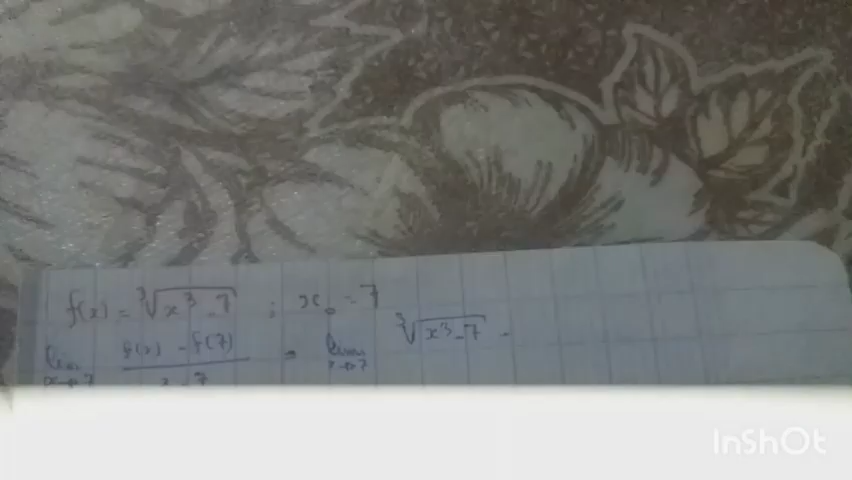 f(x) = ∛(x³ - 7) ; x₀ = 7
lim x→7 (f(x) - f(7))/(x - 7) = lim x→7 ∛(x³ - 7) -
InShOt